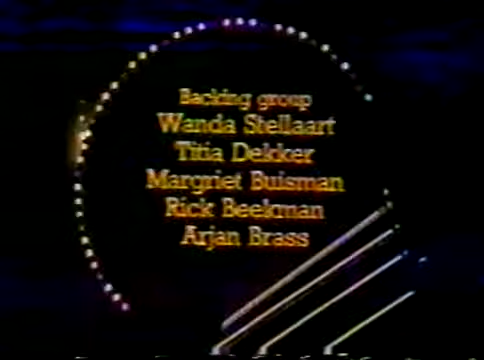 Backing group
Wanda Stellaart
Titia Dekker
Margriet Buisman
Rick Beekman
Arjan Brass